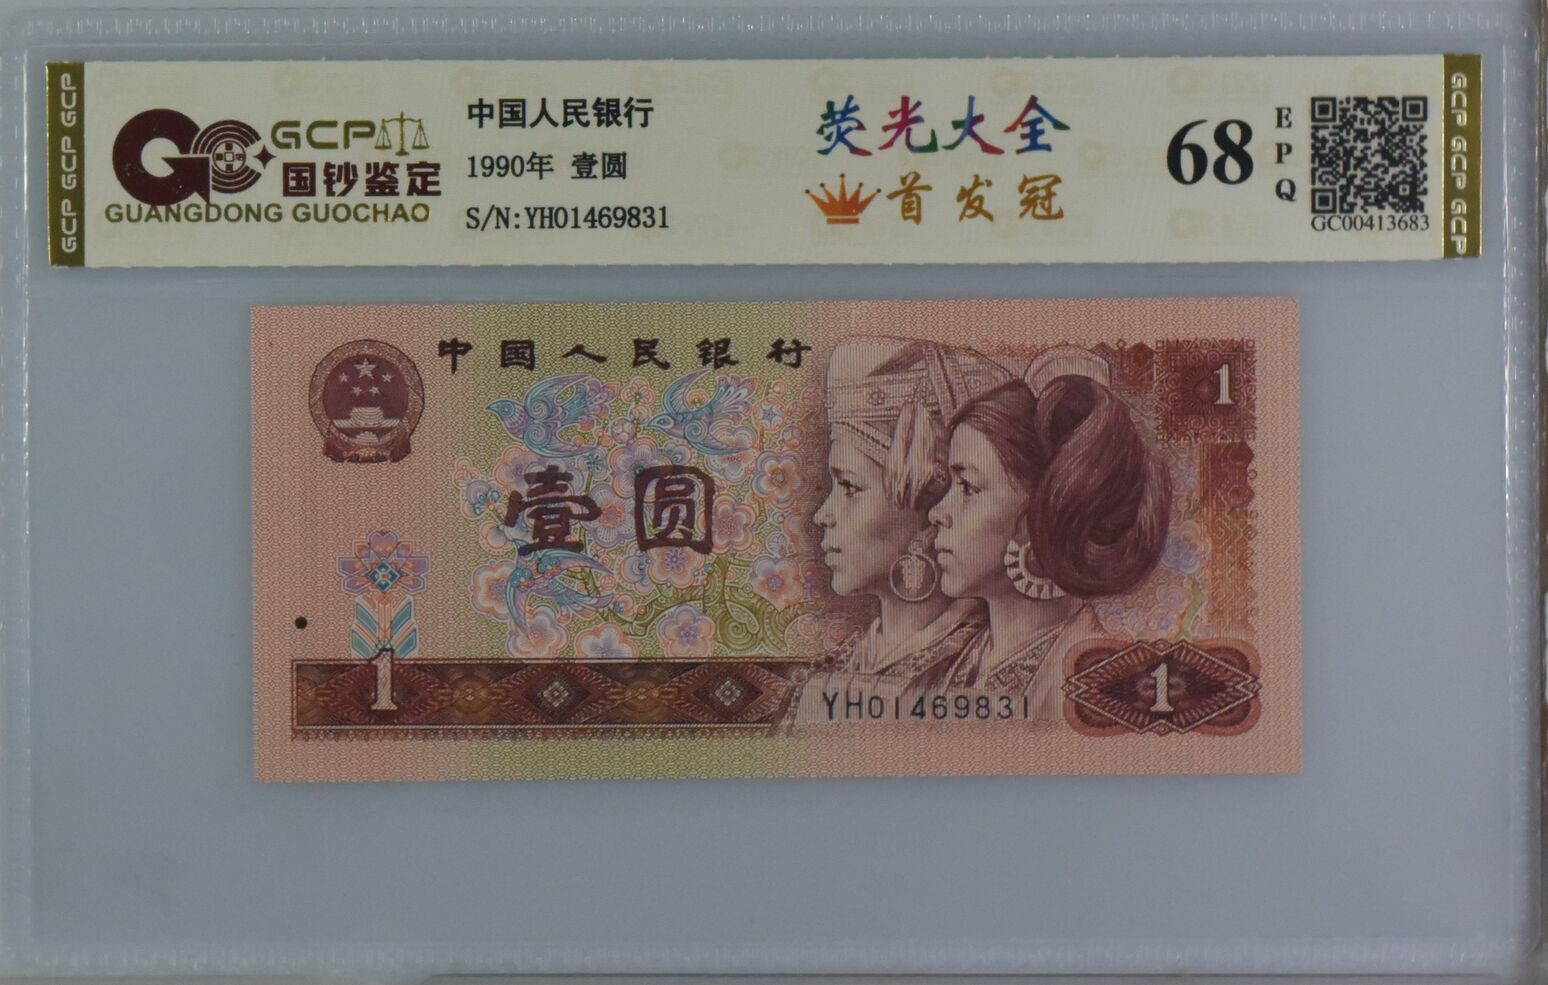 GCP GCP GCP
GCP
国钞鉴定
GUANGDONG GUOCHAO
中国人民银行
1990年 壹圆
S/N:YH01469831
荧光大全
首发冠
68
E
P
Q
GC00413683
GCP GCP GCP
中国人民银行
1
壹圆
1
YH01469831
1